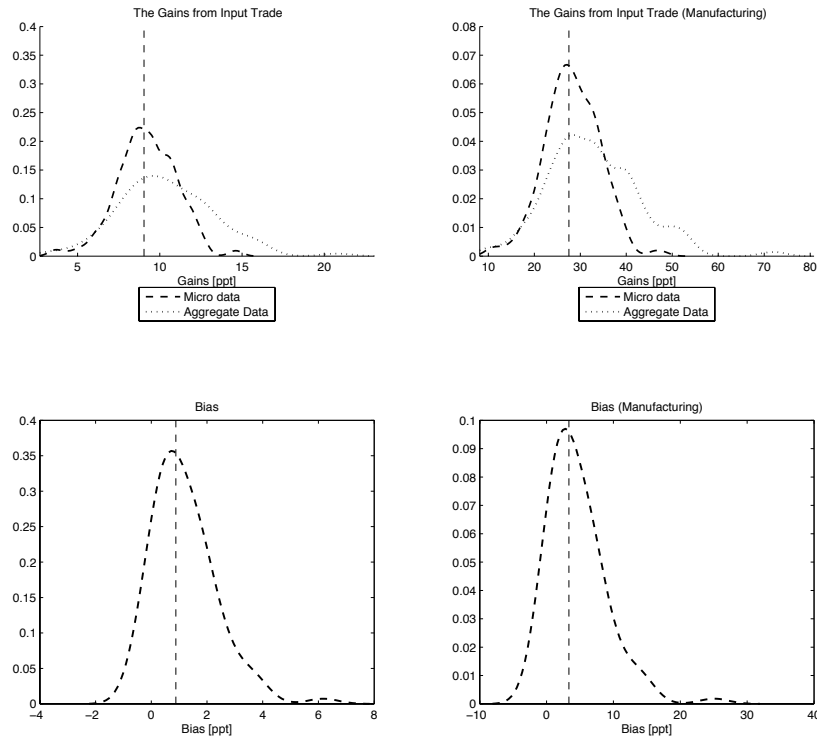 The Gains from Input Trade
0.4
0.35
0.3
0.25
0.2
0.15
0.1
0.05
0
5 10 15 20
Gains [ppt]
Micro data
Aggregate Data
The Gains from Input Trade (Manufacturing)
0.08
0.07
0.06
0.05
0.04
0.03
0.02
0.01
0
10 20 30 40 50 60 70 80
Gains [ppt]
Micro data
Aggregate Data
Bias
0.4
0.35
0.3
0.25
0.2
0.15
0.1
0.05
0
−4 −2 0 2 4 6 8
Bias [ppt]
Bias (Manufacturing)
0.1
0.09
0.08
0.07
0.06
0.05
0.04
0.03
0.02
0.01
0
−10 0 10 20 30 40
Bias [ppt]